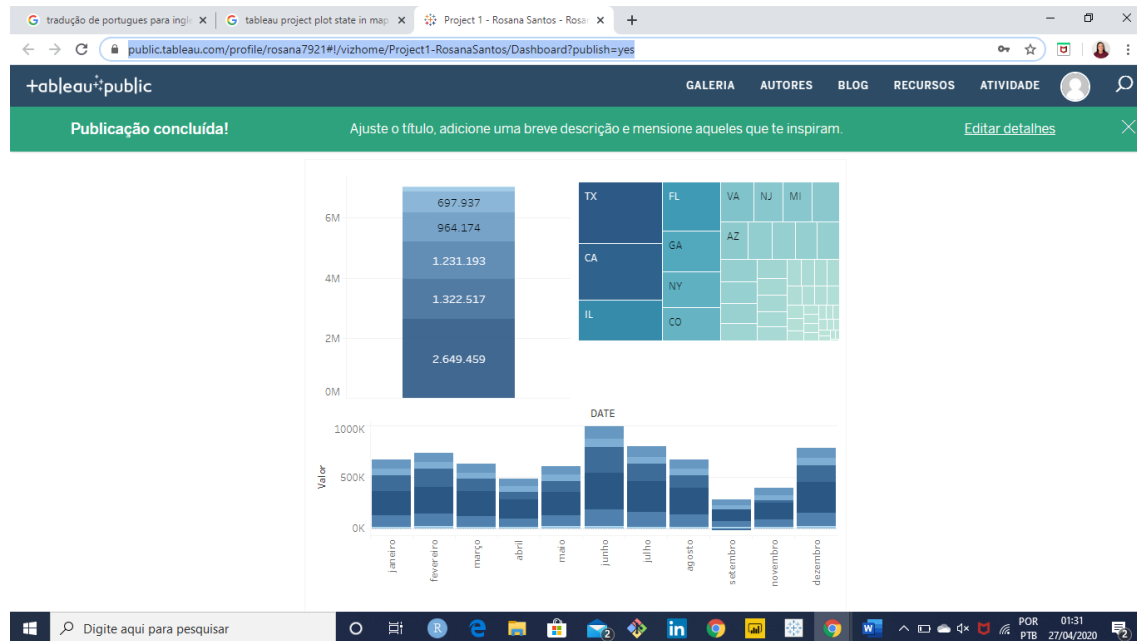 tradução de portugues para ingle
tableau project plot state in map
Project 1 - Rosana Santos - Rosa
public.tableau.com/profile/rosana7921#!/vizhome/Project1-RosanaSantos/Dashboard?publish=yes
+ableau public
GALERIA AUTORES BLOG RECURSOS ATIVIDADE
Publicação concluída! Ajuste o título, adicione uma breve descrição e mensione aqueles que te inspiram. Editar detalhes
6M
4M
2M
0M
697.937
964.174
1.231.193
1.322.517
2.649.459
TX FL VA NJ MI
AZ
CA GA
NY
IL CO
DATE
Valor
1000K
500K
0K
janeiro fevereiro março abril maio junho julho agosto setembro novembro dezembro
Digite aqui para pesquisar
R
2
in
W
POR
PTB
01:31
27/04/2020
2